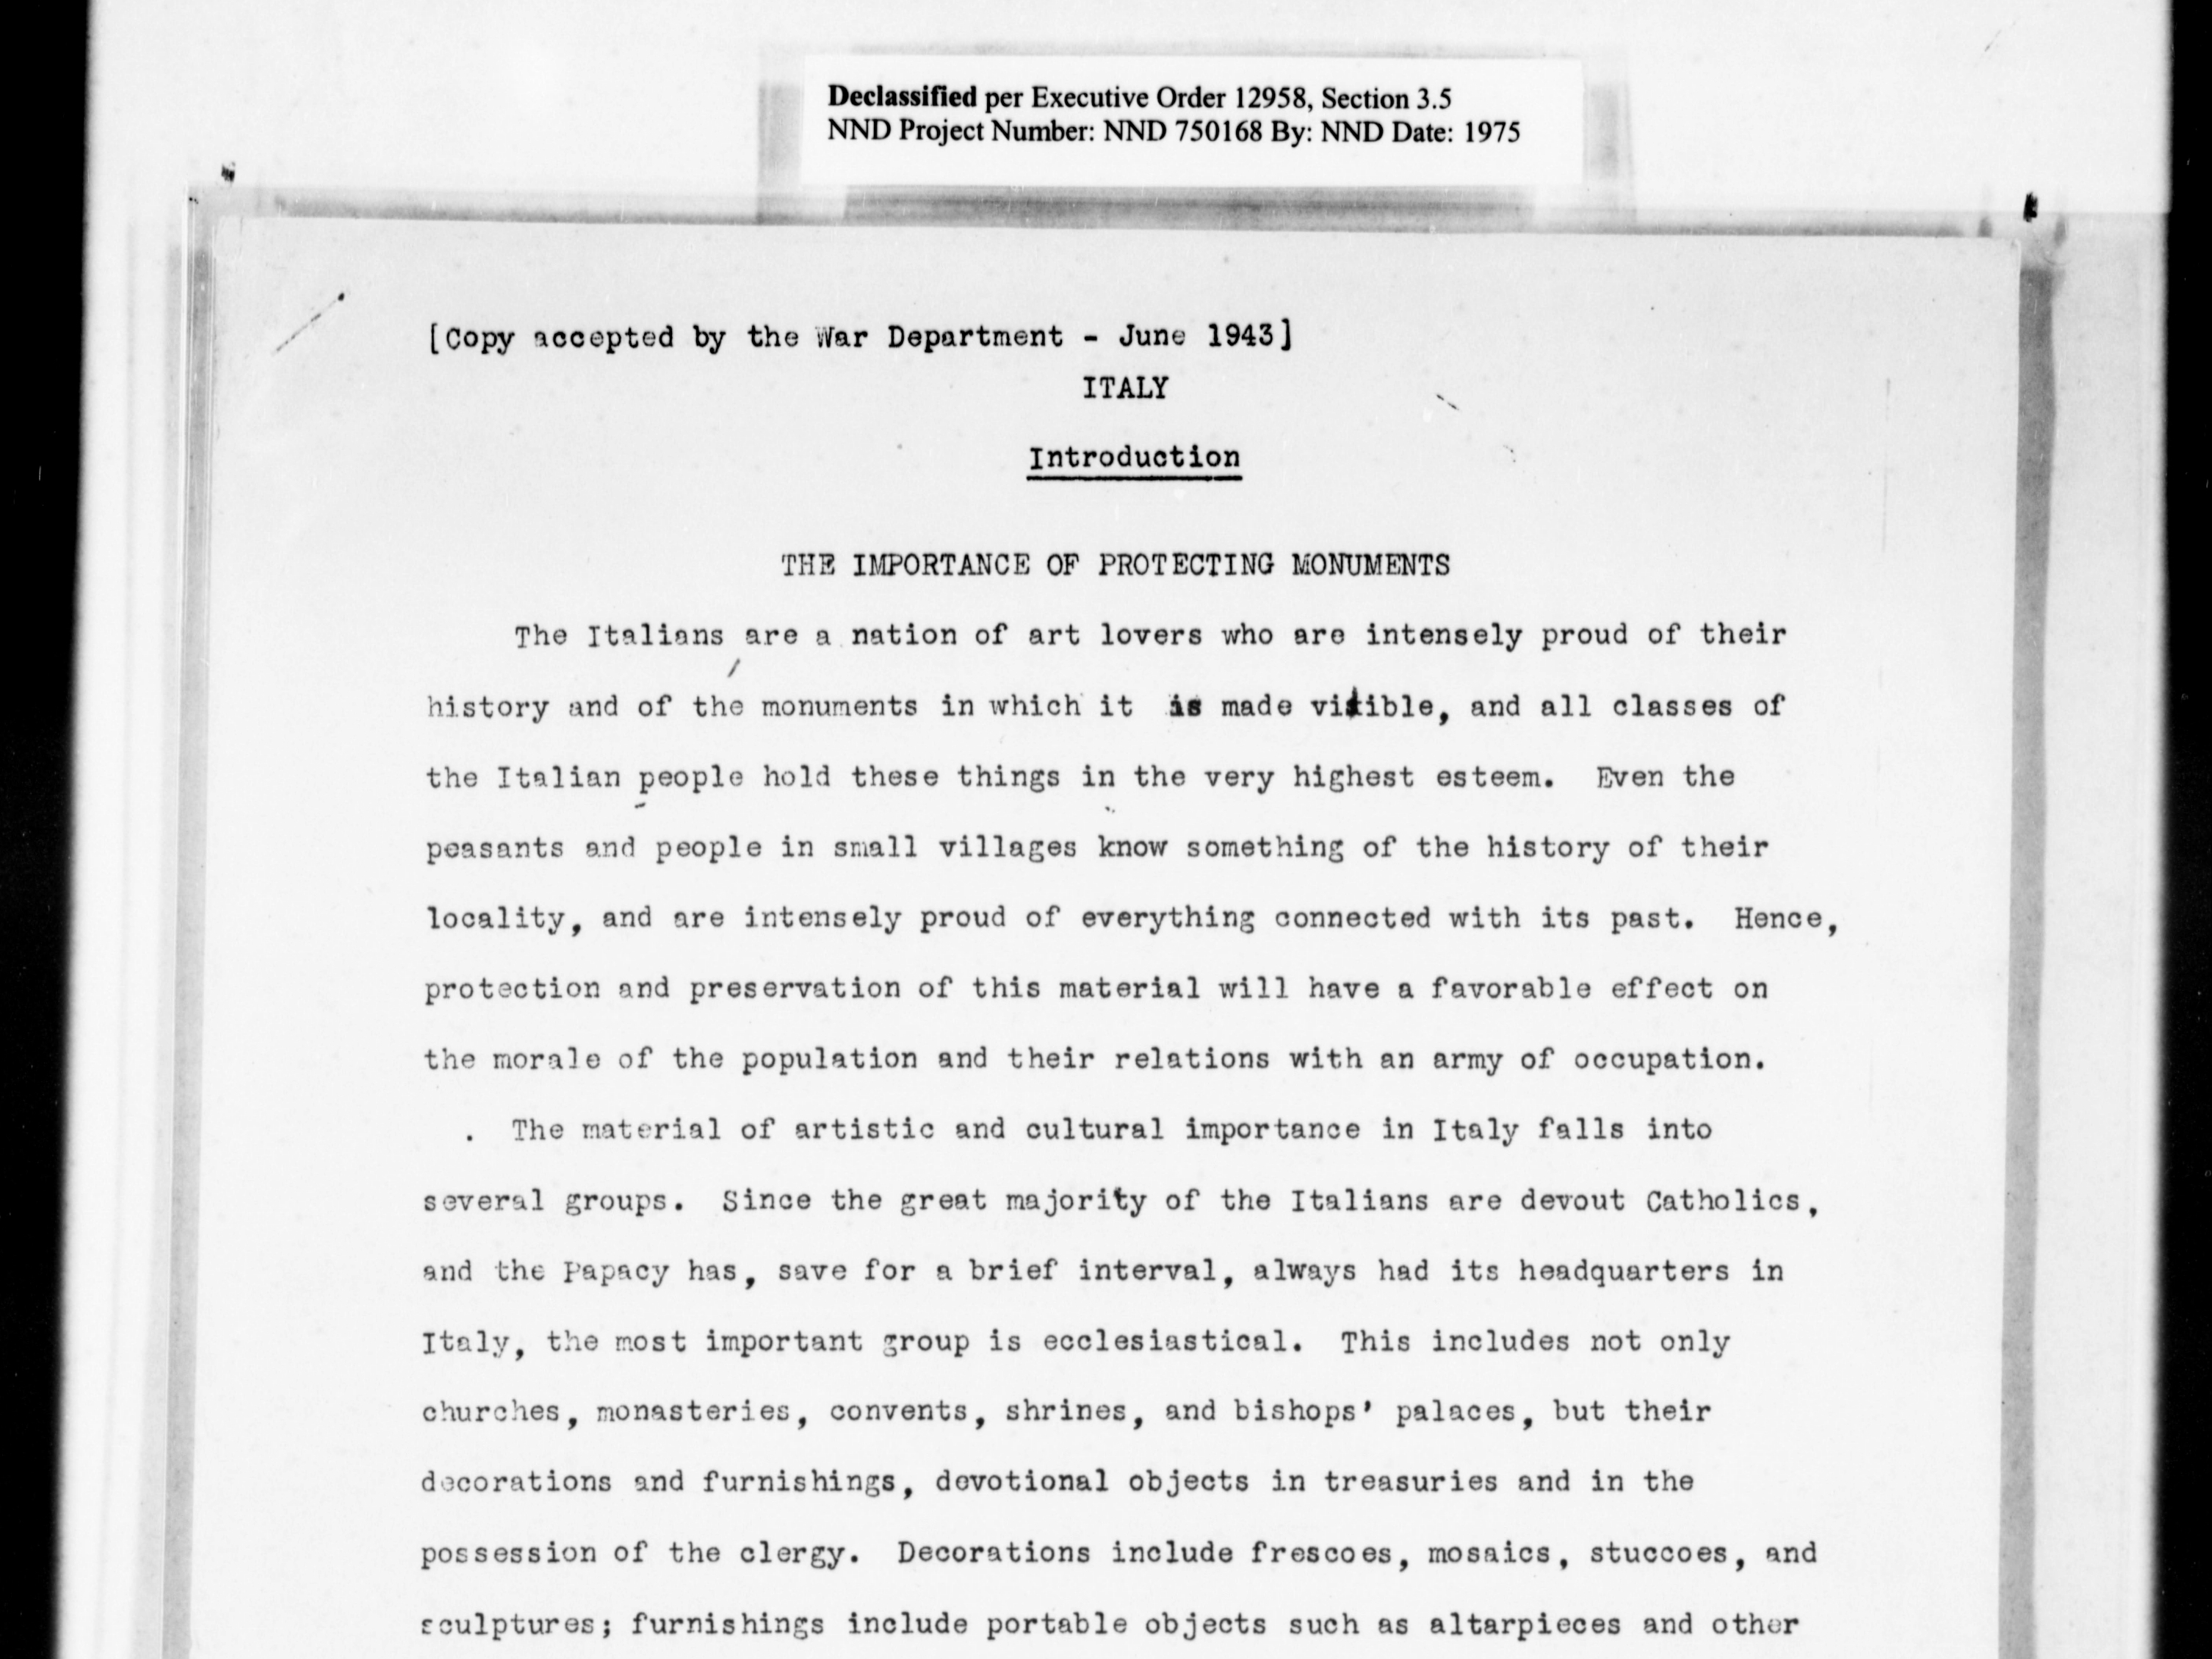 Declassified per Executive Order 12958, Section 3.5
NND Project Number: NND 750168 By: NND Date: 1975
[Copy accepted by the War Department - June 1943]
ITALY
Introduction
THE IMPORTANCE OF PROTECTING MONUMENTS
The Italians are a nation of art lovers who are intensely proud of their
history and of the monuments in which it is made visible, and all classes of
the Italian people hold these things in the very highest esteem. Even the
peasants and people in small villages know something of the history of their
locality, and are intensely proud of everything connected with its past. Hence,
protection and preservation of this material will have a favorable effect on
the morale of the population and their relations with an army of occupation.
The material of artistic and cultural importance in Italy falls into
several groups. Since the great majority of the Italians are devout Catholics,
and the Papacy has, save for a brief interval, always had its headquarters in
Italy, the most important group is ecclesiastical. This includes not only
churches, monasteries, convents, shrines, and bishops' palaces, but their
decorations and furnishings, devotional objects in treasuries and in the
possession of the clergy. Decorations include frescoes, mosaics, stuccoes, and
sculptures; furnishings include portable objects such as altarpieces and other